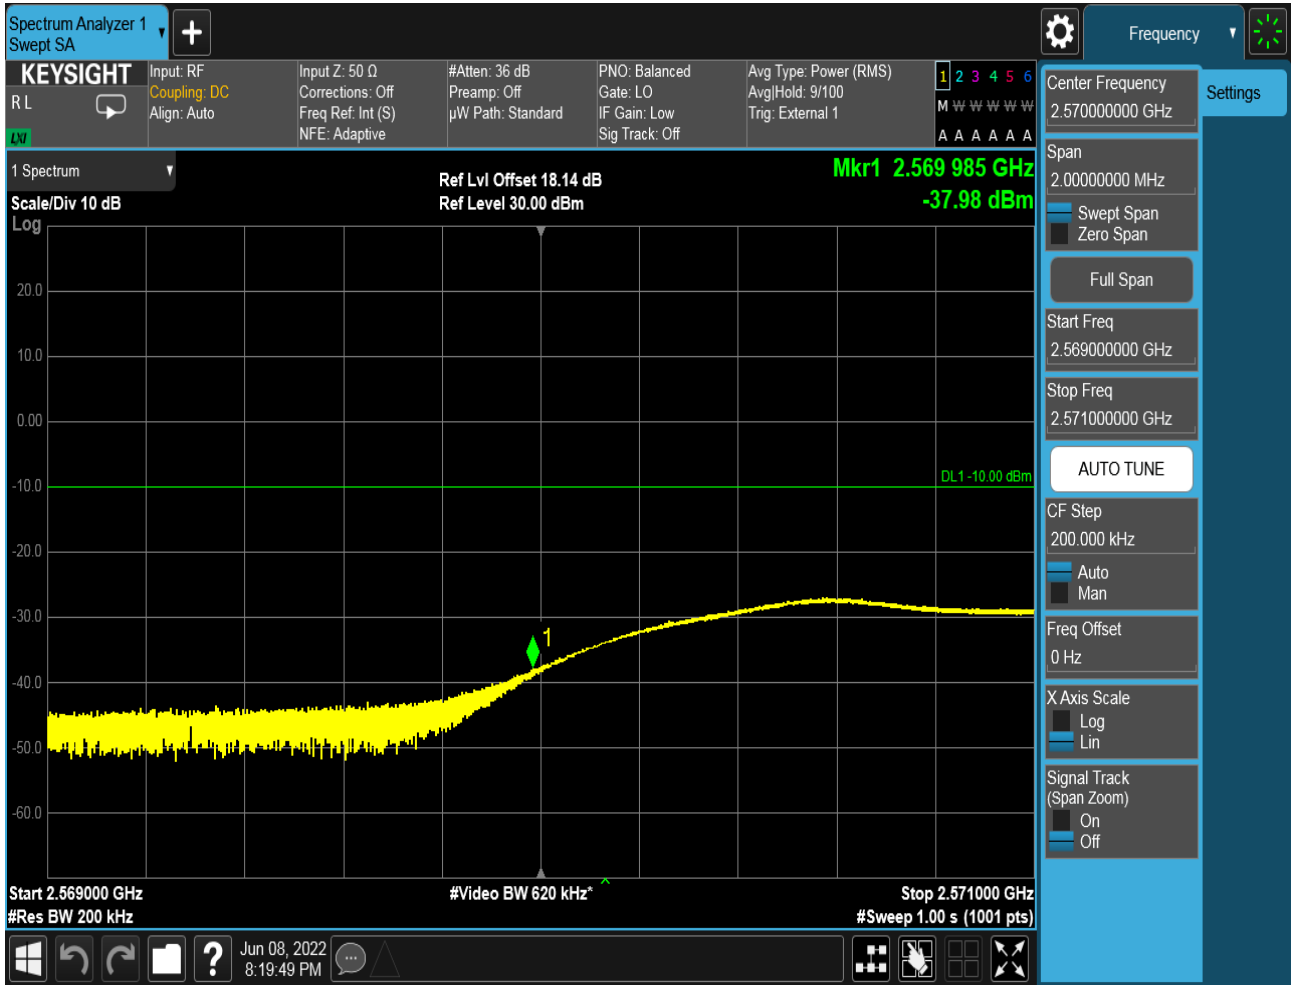 Spectrum Analyzer 1
Swept SA
Frequency
KEYSIGHT
R L
LXI
Input: RF
Coupling: DC
Align: Auto
Input Z: 50 Ω
Corrections: Off
Freq Ref: Int (S)
NFE: Adaptive
#Atten: 36 dB
Preamp: Off
µW Path: Standard
PNO: Balanced
Gate: LO
IF Gain: Low
Sig Track: Off
Avg Type: Power (RMS)
Avg|Hold: 9/100
Trig: External 1
1 2 3 4 5 6
M W W W W W
A A A A A A
1 Spectrum
Scale/Div 10 dB
Log
Ref Lvl Offset 18.14 dB
Ref Level 30.00 dBm
Mkr1 2.569 985 GHz
-37.98 dBm
20.0
10.0
0.00
-10.0
-20.0
-30.0
-40.0
-50.0
-60.0
DL1 -10.00 dBm
1
Start 2.569000 GHz
#Res BW 200 kHz
#Video BW 620 kHz*
Stop 2.571000 GHz
#Sweep 1.00 s (1001 pts)
?
Jun 08, 2022
8:19:49 PM
Center Frequency
2.570000000 GHz
Settings
Span
2.00000000 MHz
Swept Span
Zero Span
Full Span
Start Freq
2.569000000 GHz
Stop Freq
2.571000000 GHz
AUTO TUNE
CF Step
200.000 kHz
Auto
Man
Freq Offset
0 Hz
X Axis Scale
Log
Lin
Signal Track
(Span Zoom)
On
Off